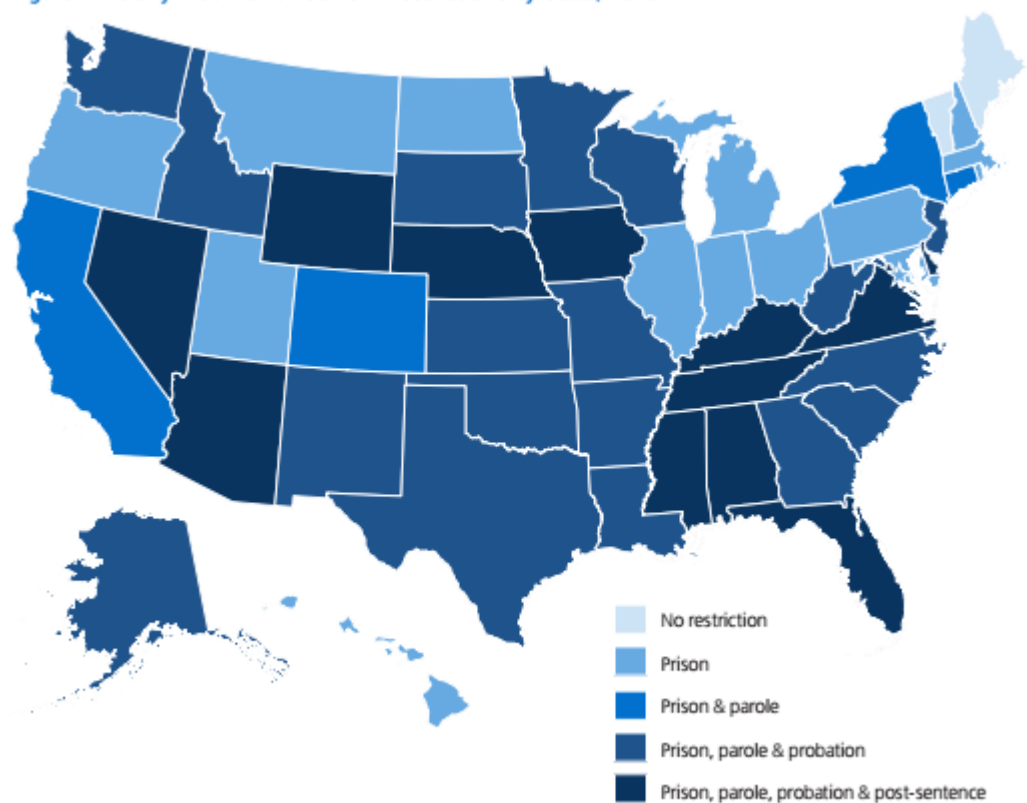 No restriction
Prison
Prison & parole
Prison, parole & probation
Prison, parole, probation & post-sentence